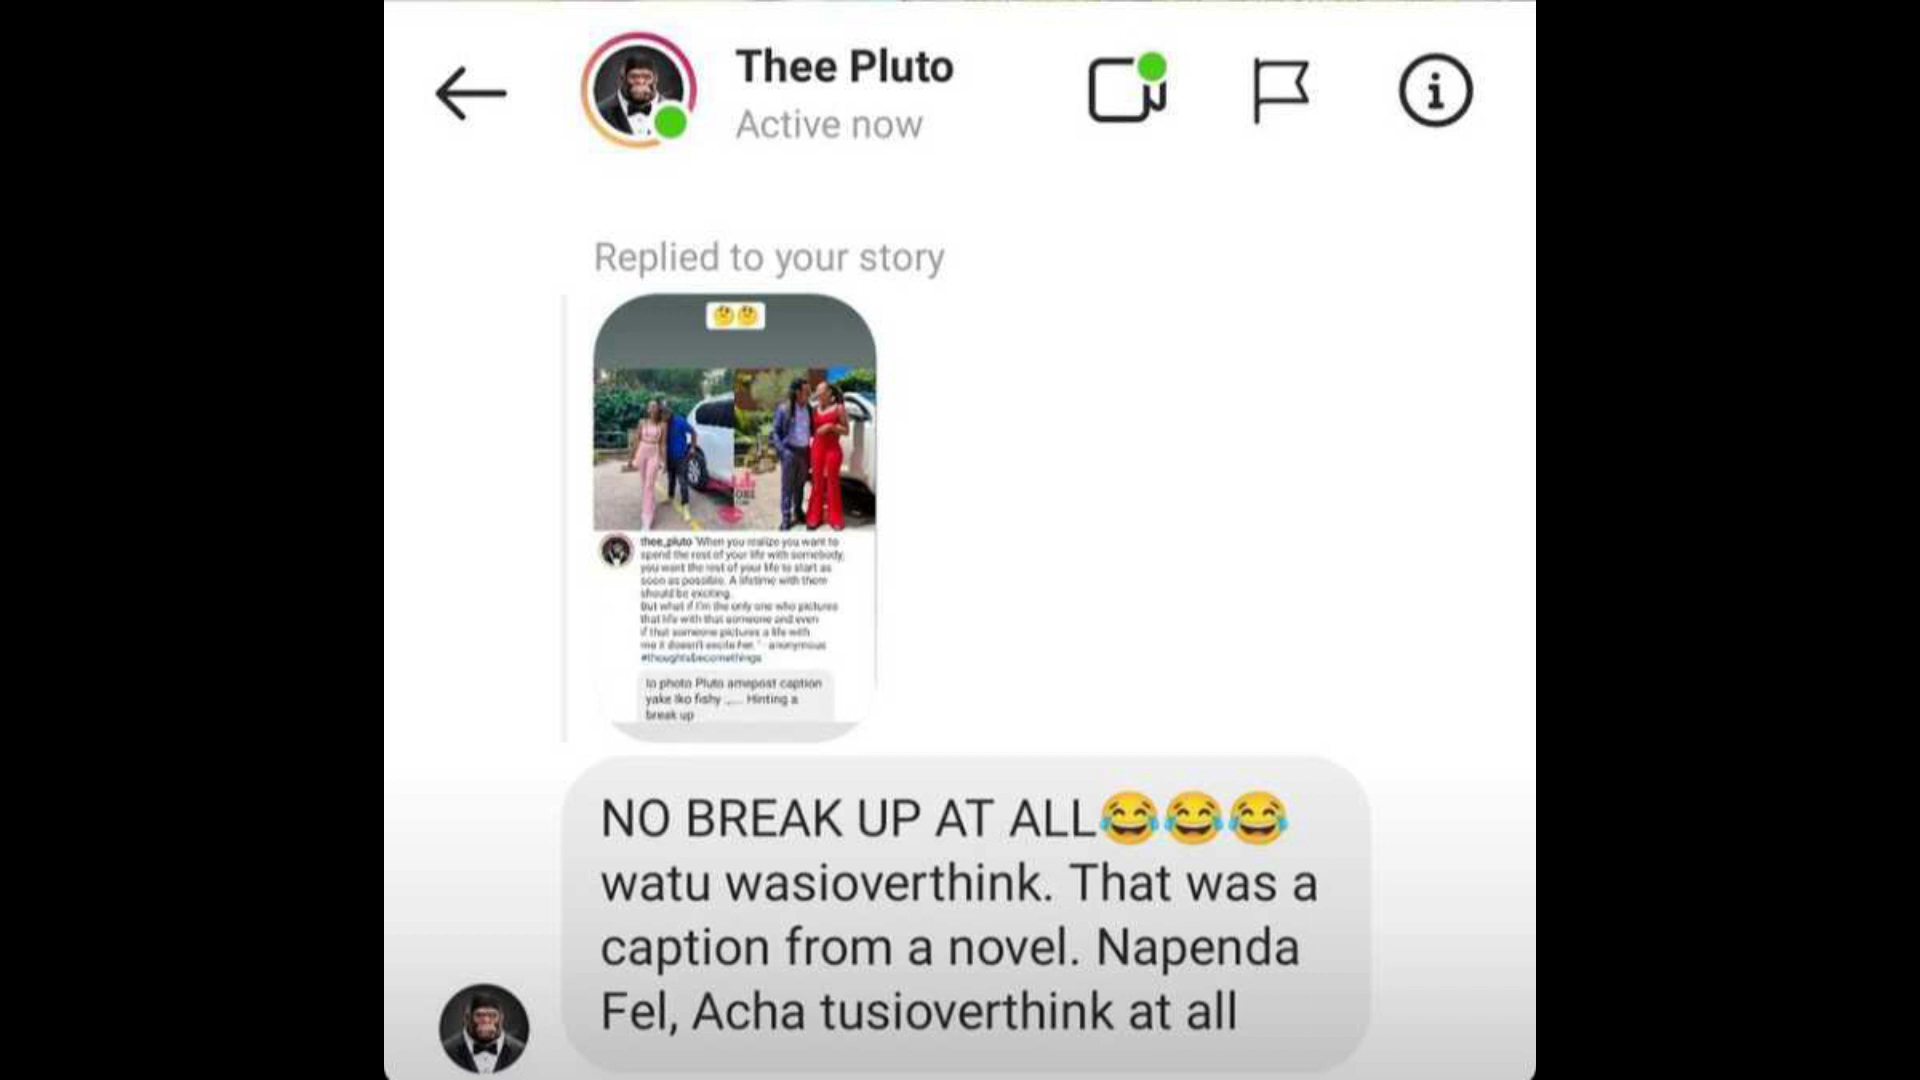 Thee Pluto
Active now
Replied to your story
thee_pluto 'When you realize you want to
spend the rest of your life with somebody,
you want the rest of your life to start as
soon as possible. A lifetime with them
should be exciting.
But what if I'm the only one who pictures
that life with that someone and even
if that someone pictures a life with
me it doesn't excite her.' - anonymous
#thoughtsbecomethings
Io photo Pluto amepost caption
yake Iko fishy ..... Hinting a
break up
NO BREAK UP AT ALL😂😂😂
watu wasioverthink. That was a
caption from a novel. Napenda
Fel, Acha tusioverthink at all